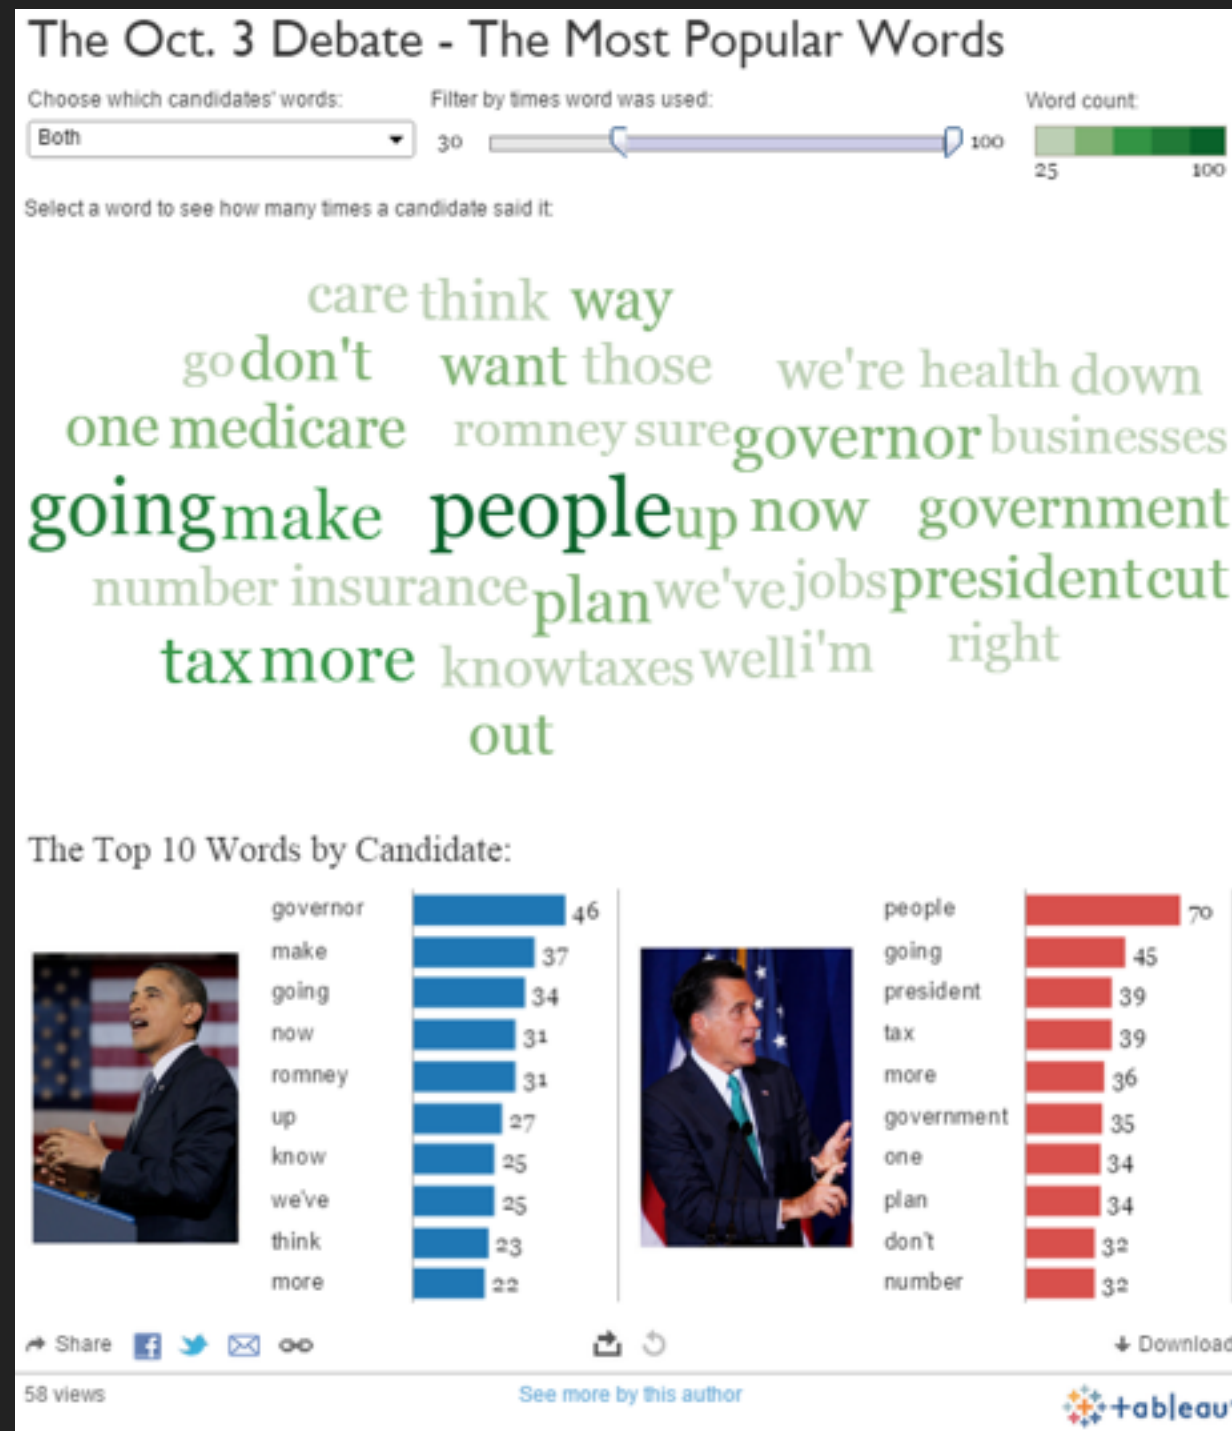 The Oct. 3 Debate - The Most Popular Words
Choose which candidates' words:
Both
Filter by times word was used:
30
100
Word count:
25 100
Select a word to see how many times a candidate said it:
care think way
go don't want those we're health down
one medicare romney sure governor businesses
going make people up now government
number insurance plan we've jobs president cut
tax more know taxes well i'm right
out
The Top 10 Words by Candidate:
governor 46
make 37
going 34
now 31
romney 31
up 27
know 25
we've 25
think 23
more 22
people 70
going 45
president 39
tax 39
more 36
government 35
one 34
plan 34
don't 32
number 32
Share
Download
58 views
See more by this author
+ableau